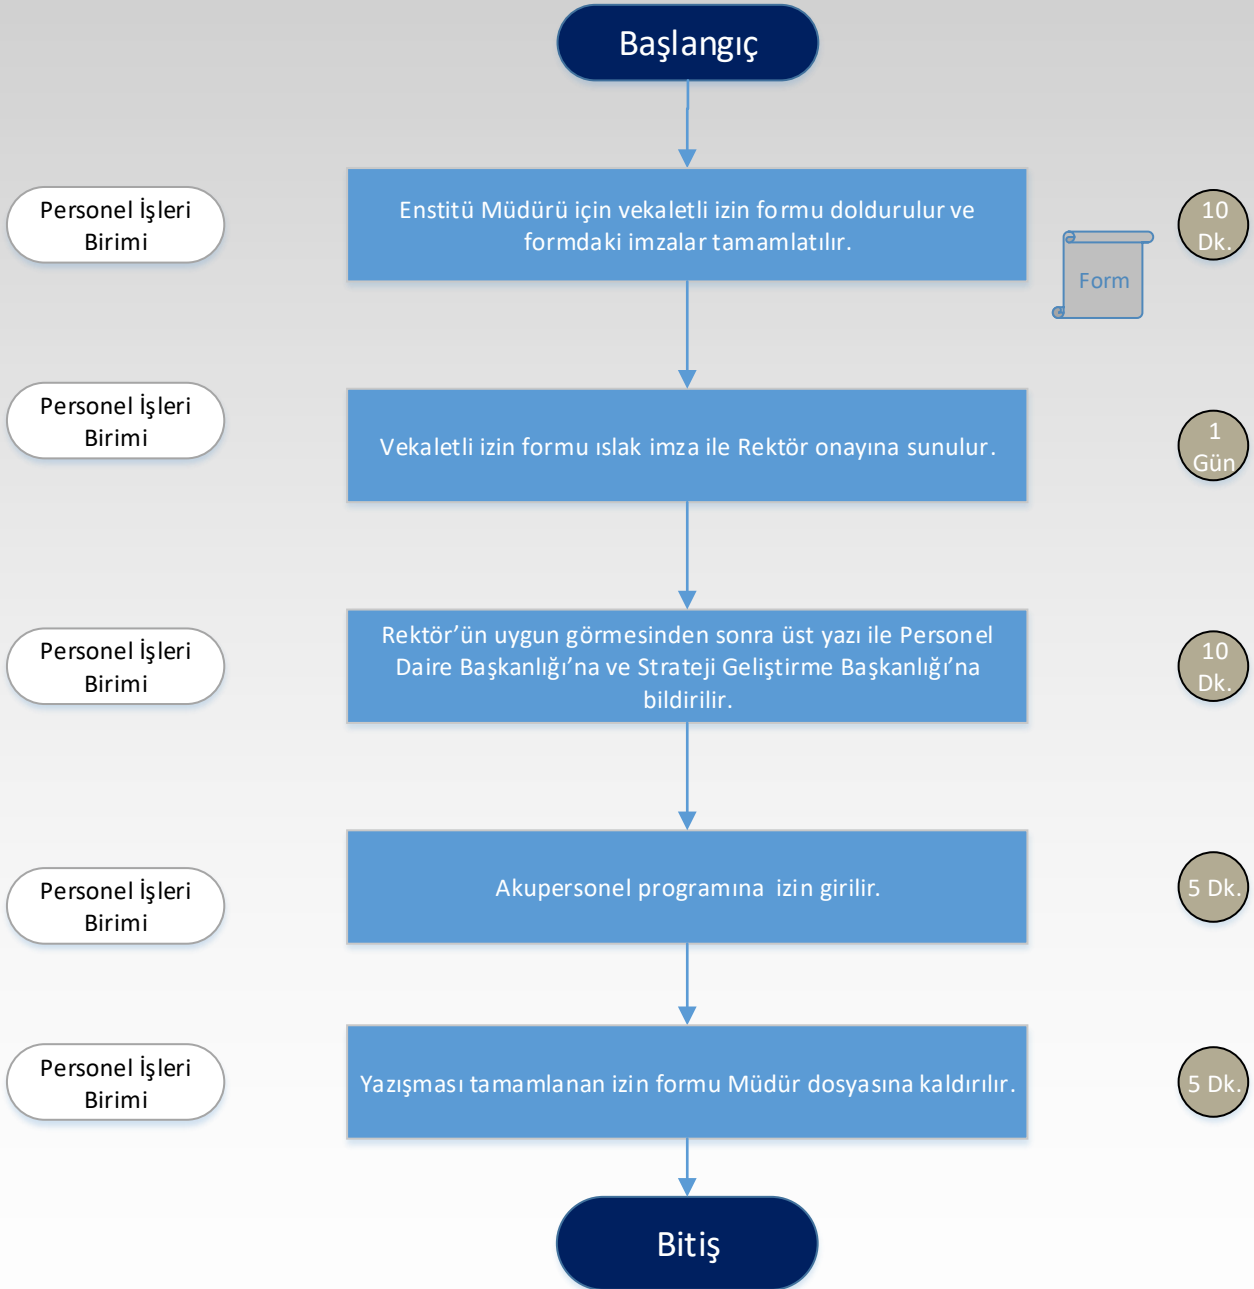 Başlangıç
Personel İşleri
Birimi
Enstitü Müdürü için vekaletli izin formu doldurulur ve
formdaki imzalar tamamlatılır.
Form
10
Dk.
Personel İşleri
Birimi
Vekaletli izin formu ıslak imza ile Rektör onayına sunulur.
1
Gün
Personel İşleri
Birimi
Rektör’ün uygun görmesinden sonra üst yazı ile Personel
Daire Başkanlığı’na ve Strateji Geliştirme Başkanlığı’na
bildirilir.
10
Dk.
Personel İşleri
Birimi
Akupersonel programına izin girilir.
5 Dk.
Personel İşleri
Birimi
Yazışması tamamlanan izin formu Müdür dosyasına kaldırılır.
5 Dk.
Bitiş